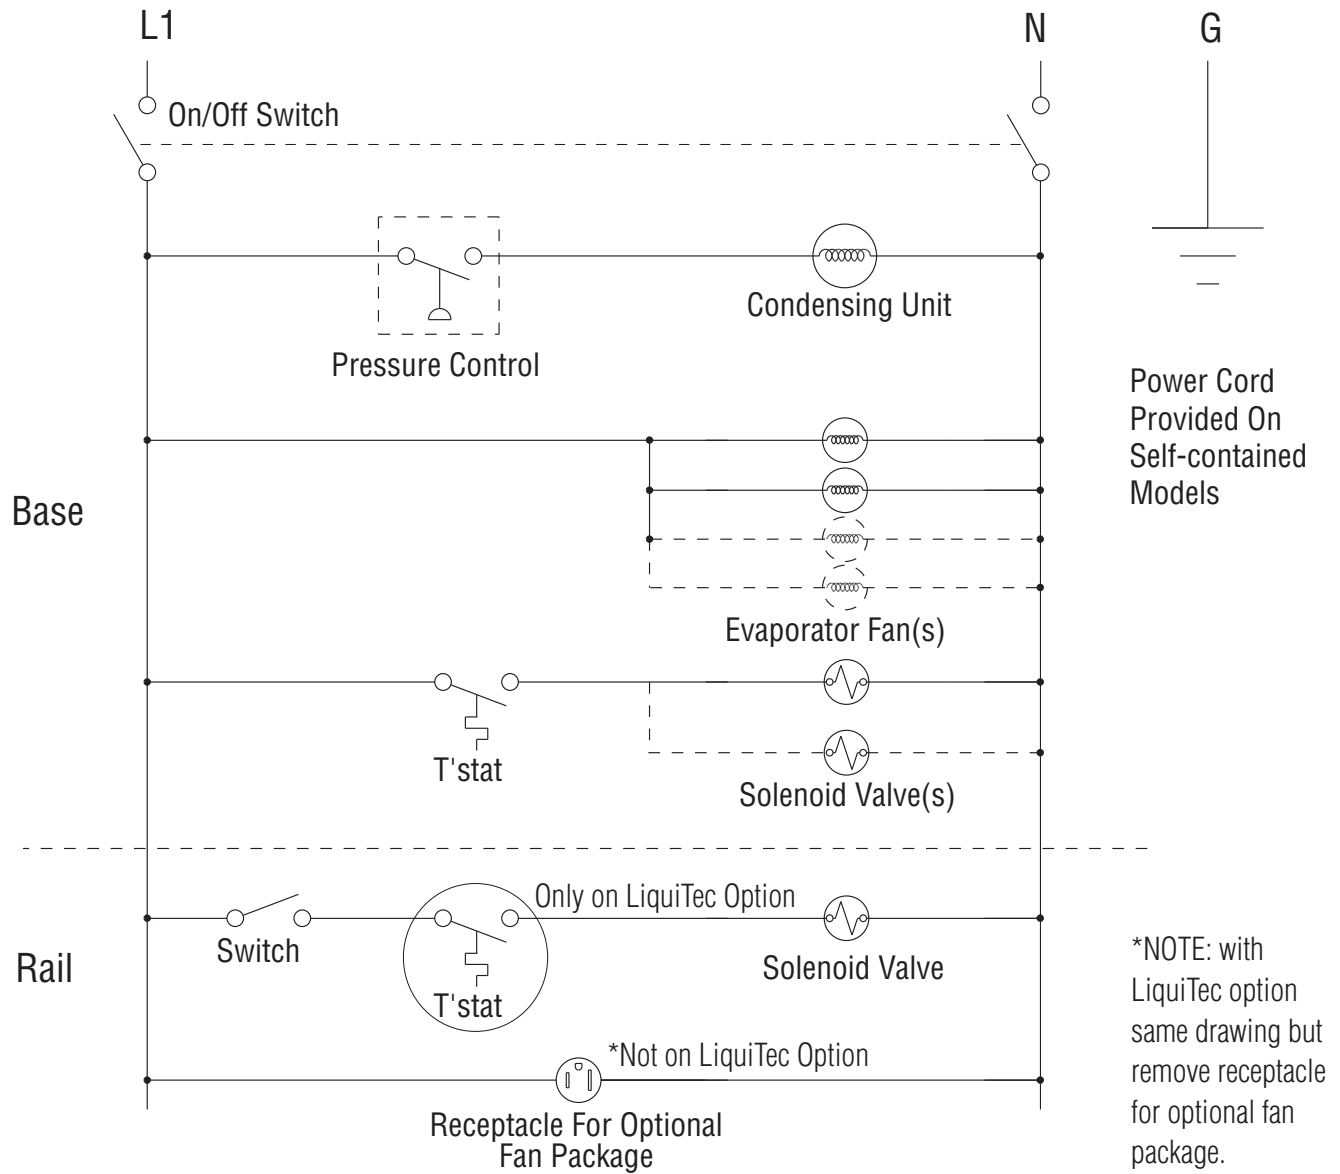 L1
N
G
On/Off Switch
Condensing Unit
Pressure Control
Power Cord
Provided On
Self-contained
Models
Base
Evaporator Fan(s)
T'stat
Solenoid Valve(s)
Only on LiquiTec Option
Switch
Rail
T'stat
Solenoid Valve
*NOTE: with
LiquiTec option
same drawing but
remove receptacle
for optional fan
package.
*Not on LiquiTec Option
Receptacle For Optional
Fan Package